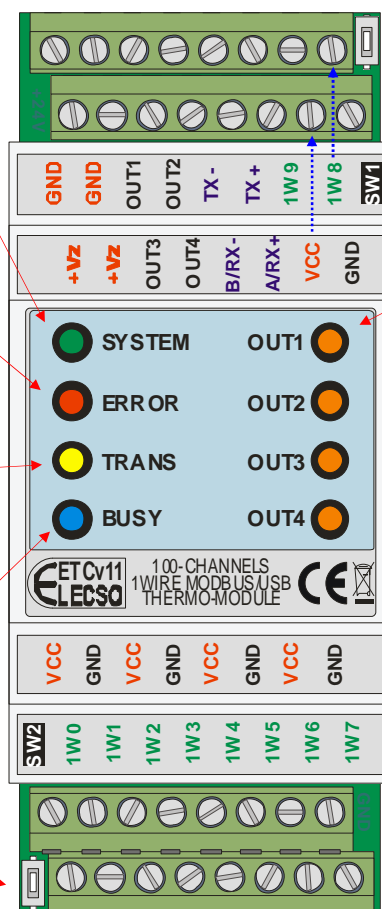 GND GND OUT1 OUT2 TX- TX+ 1W9 1W8 SW1
+Vz +Vz OUT3 OUT4 B/RX- A/RX+ VCC GND
SYSTEM OUT1
ERROR OUT2
TRANS OUT3
BUSY OUT4
ETCv11
ELECSO
100-CHANNELS
1WIRE MODBUS/USB
THERMO-MODULE
CE
VCC GND VCC GND VCC GND VCC GND
SW2 1W0 1W1 1W2 1W3 1W4 1W5 1W6 1W7